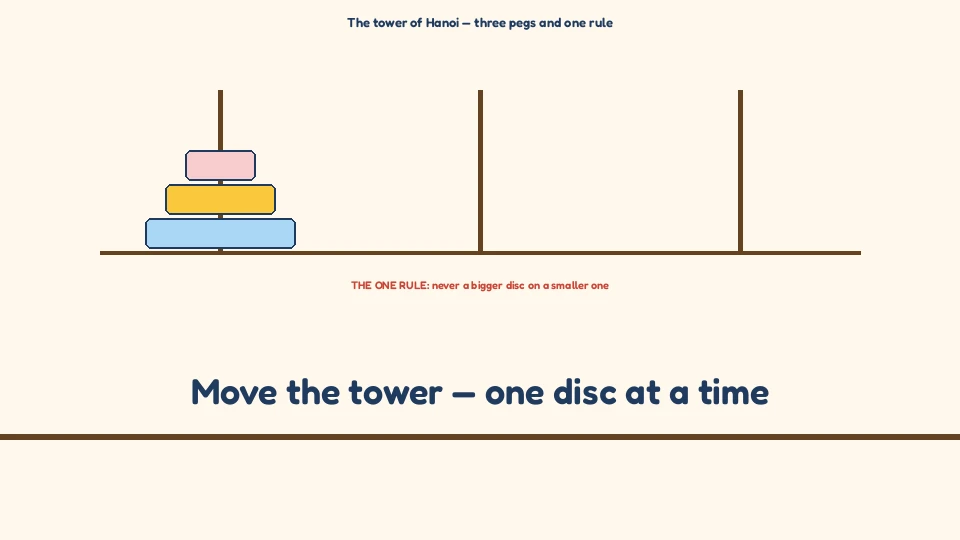 The tower of Hanoi — three pegs and one rule
THE ONE RULE: never a bigger disc on a smaller one
Move the tower — one disc at a time